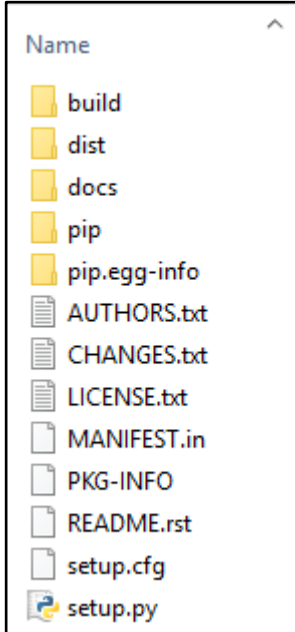 Name
build
dist
docs
pip
pip.egg-info
AUTHORS.txt
CHANGES.txt
LICENSE.txt
MANIFEST.in
PKG-INFO
README.rst
setup.cfg
setup.py